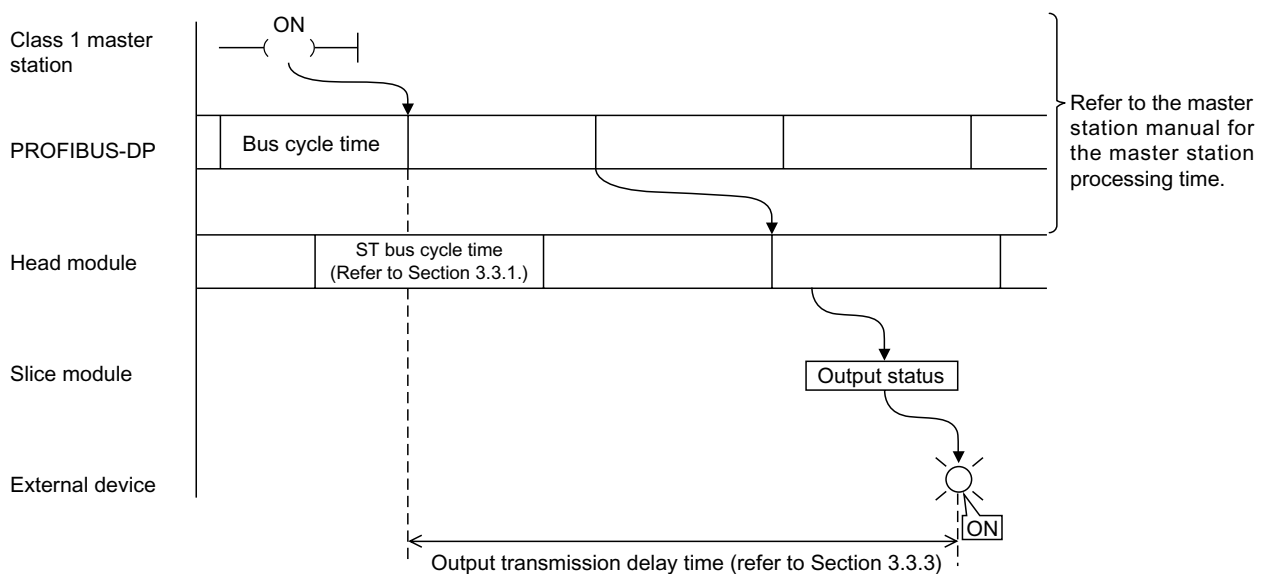 ON
Class 1 master
station
Refer to the master
station manual for
the master station
processing time.
PROFIBUS-DP
Bus cycle time
Head module
ST bus cycle time
(Refer to Section 3.3.1.)
Slice module
Output status
External device
ON
Output transmission delay time (refer to Section 3.3.3)